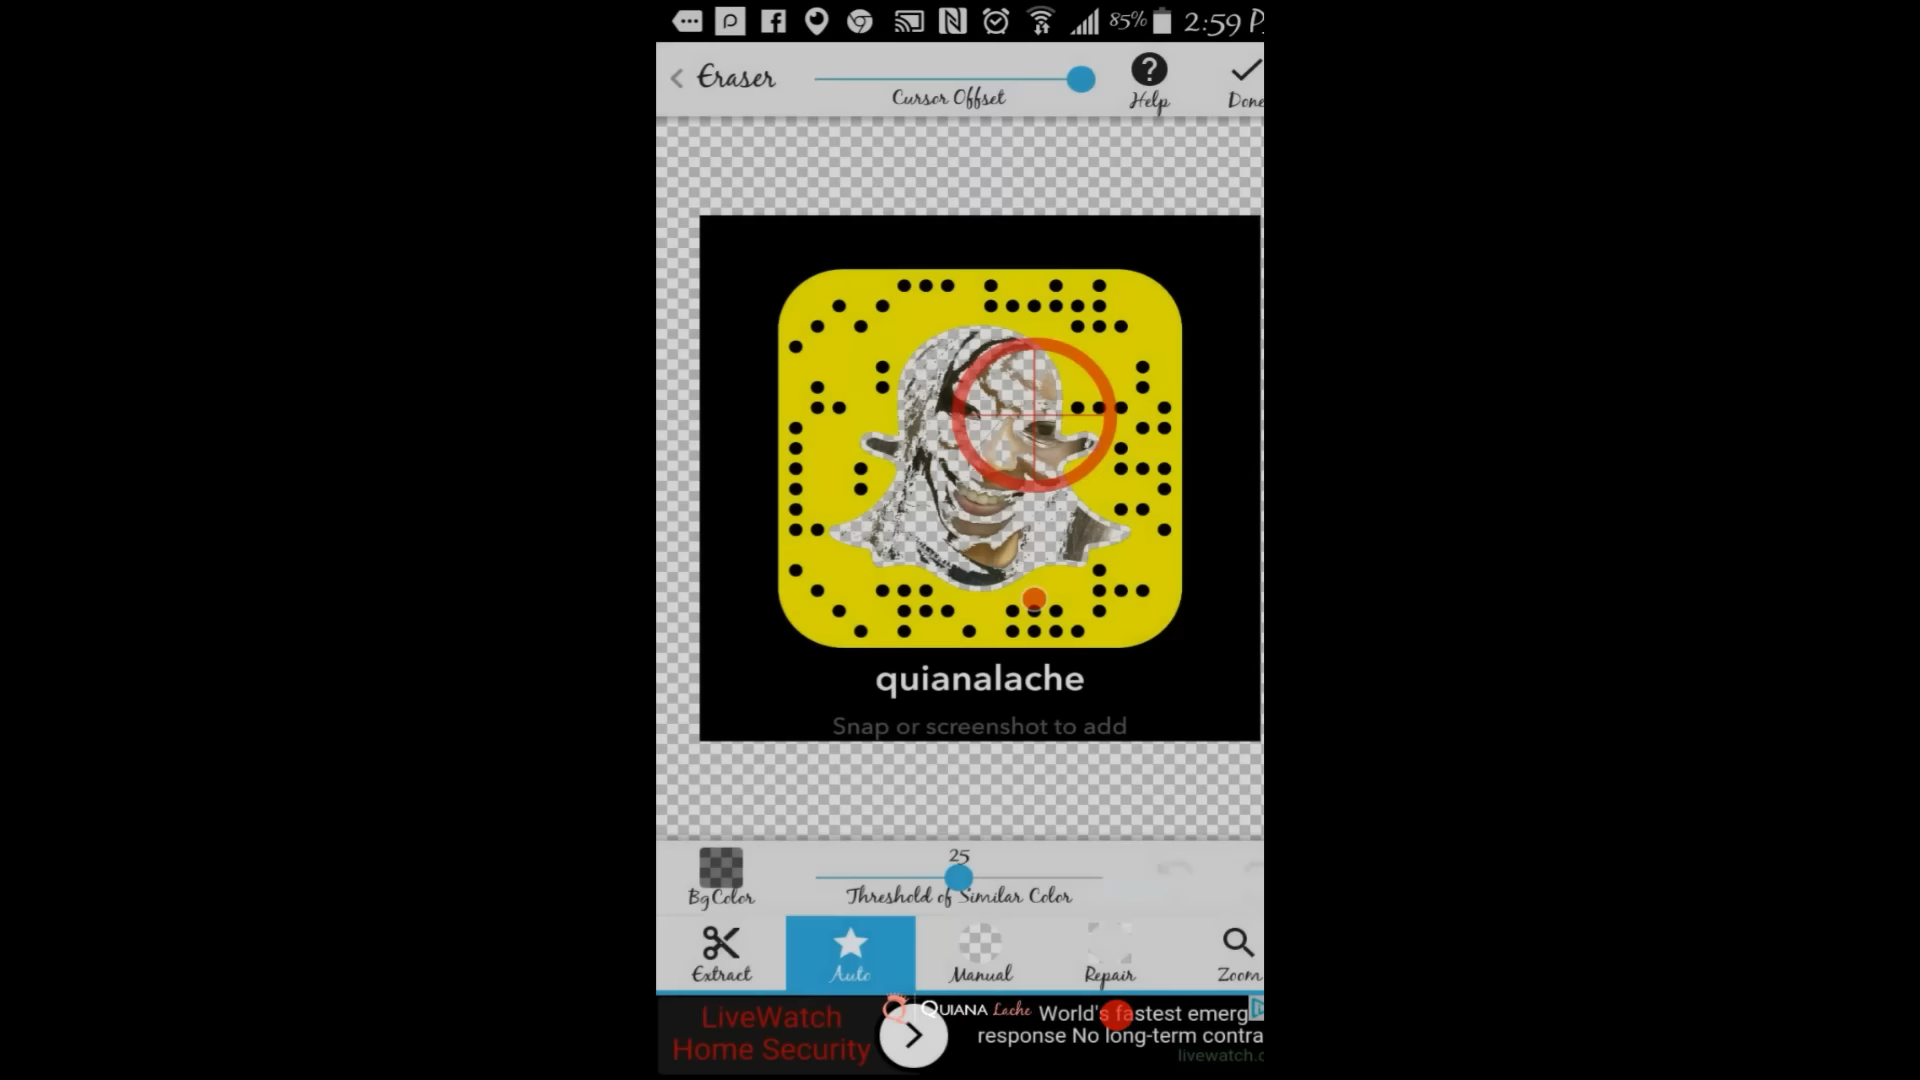 85% 2:59 P
Eraser
Cursor Offset
Help
Done
quianalache
Snap or screenshot to add
25
BgColor
Threshold of Similar Color
Extract
Auto
Manual
Repair
Zoom
LiveWatch
Home Security
QUIANA Lache
World's fastest emerg
response No long-term contra
livewatch.c